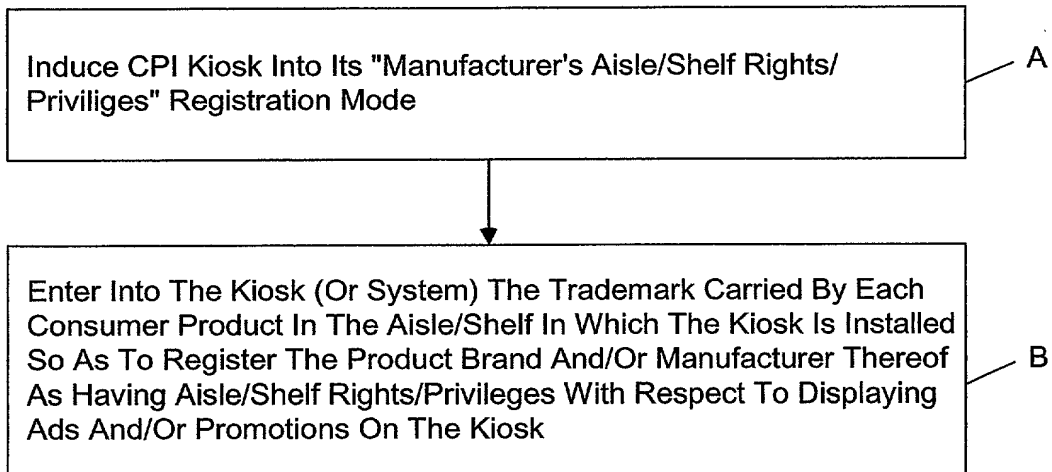 Induce CPI Kiosk Into Its "Manufacturer's Aisle/Shelf Rights/
Priviliges" Registration Mode
A
Enter Into The Kiosk (Or System) The Trademark Carried By Each
Consumer Product In The Aisle/Shelf In Which The Kiosk Is Installed
So As To Register The Product Brand And/Or Manufacturer Thereof
As Having Aisle/Shelf Rights/Privileges With Respect To Displaying
Ads And/Or Promotions On The Kiosk
B